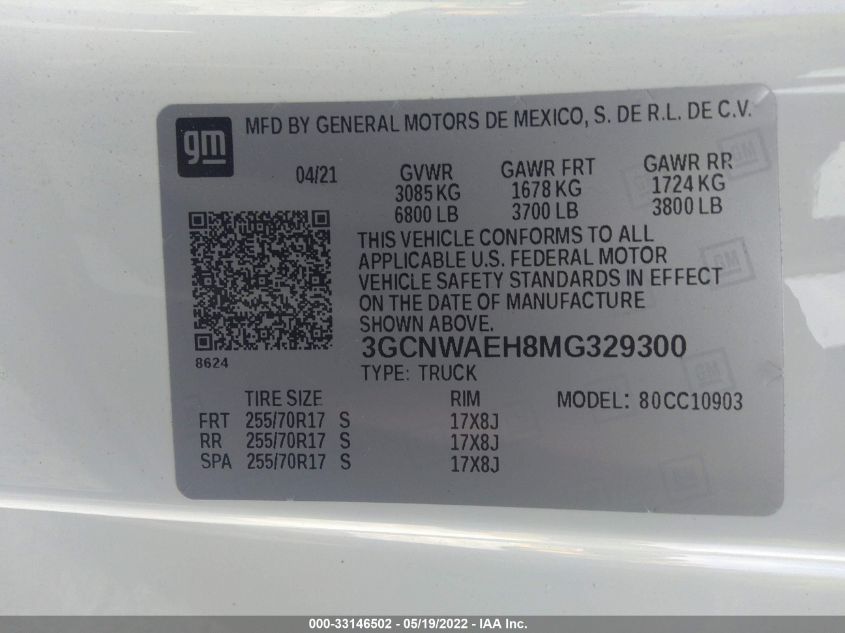 gm MFD BY GENERAL MOTORS DE MEXICO, S. DE R.L. DE C.V.
04/21 GVWR GAWR FRT GAWR RR
3085 KG 1678 KG 1724 KG
6800 LB 3700 LB 3800 LB
THIS VEHICLE CONFORMS TO ALL
APPLICABLE U.S. FEDERAL MOTOR
VEHICLE SAFETY STANDARDS IN EFFECT
ON THE DATE OF MANUFACTURE
SHOWN ABOVE.
8624 3GCNWAEH8MG329300
TYPE: TRUCK
TIRE SIZE RIM MODEL: 80CC10903
FRT 255/70R17 S 17X8J
RR 255/70R17 S 17X8J
SPA 255/70R17 S 17X8J
000-33146502 - 05/19/2022 - IAA Inc.